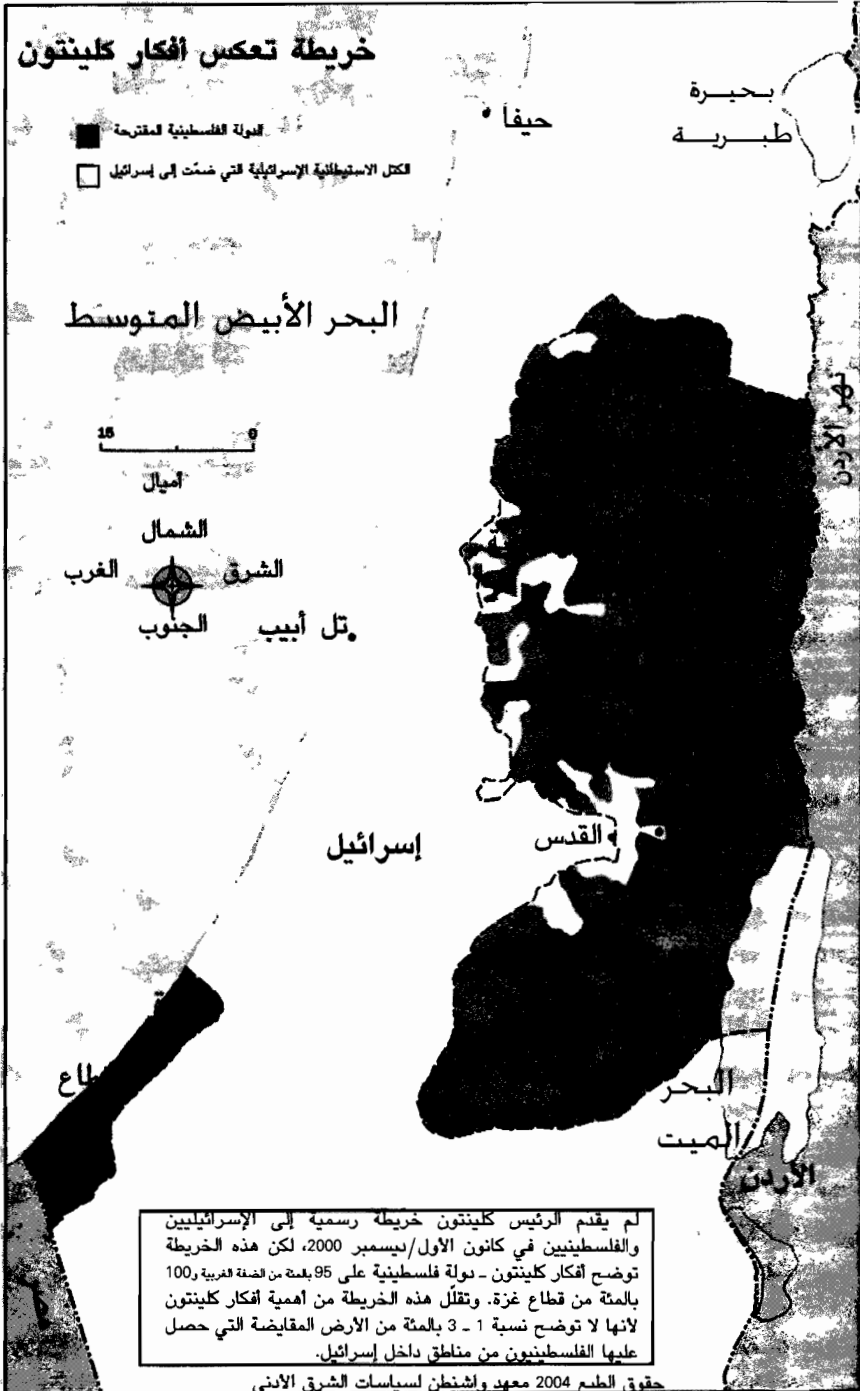 خريطة تعكس أفكار كلينتون
الدولة الفلسطينية المقترحة
الكتل الاستيطانية الإسرائيلية التي ضمّت إلى إسرائيل
حيفا
بحيرة
طبرية
البحر الأبيض المتوسط
نهر الأردن
15 0
أميال
الشمال
الغرب الشرق
الجنوب
تل أبيب
القدس
إسرائيل
البحر
الميت
الأردن
مصر
لم يقدم الرئيس كلينتون خريطة رسمية إلى الإسرائيليين
والفلسطينيين في كانون الأول/ديسمبر 2000، لكن هذه الخريطة
توضح أفكار كلينتون ـ دولة فلسطينية على 95 بالمئة من الضفة الغربية و100
بالمئة من قطاع غزة. وتقلّل هذه الخريطة من أهمية أفكار كلينتون
لأنها لا توضح نسبة 1 ـ 3 بالمئة من الأرض المقايضة التي حصل
عليها الفلسطينيون من مناطق داخل إسرائيل.
حقوق الطبع 2004 معهد واشنطن لسياسات الشرق الأدنى